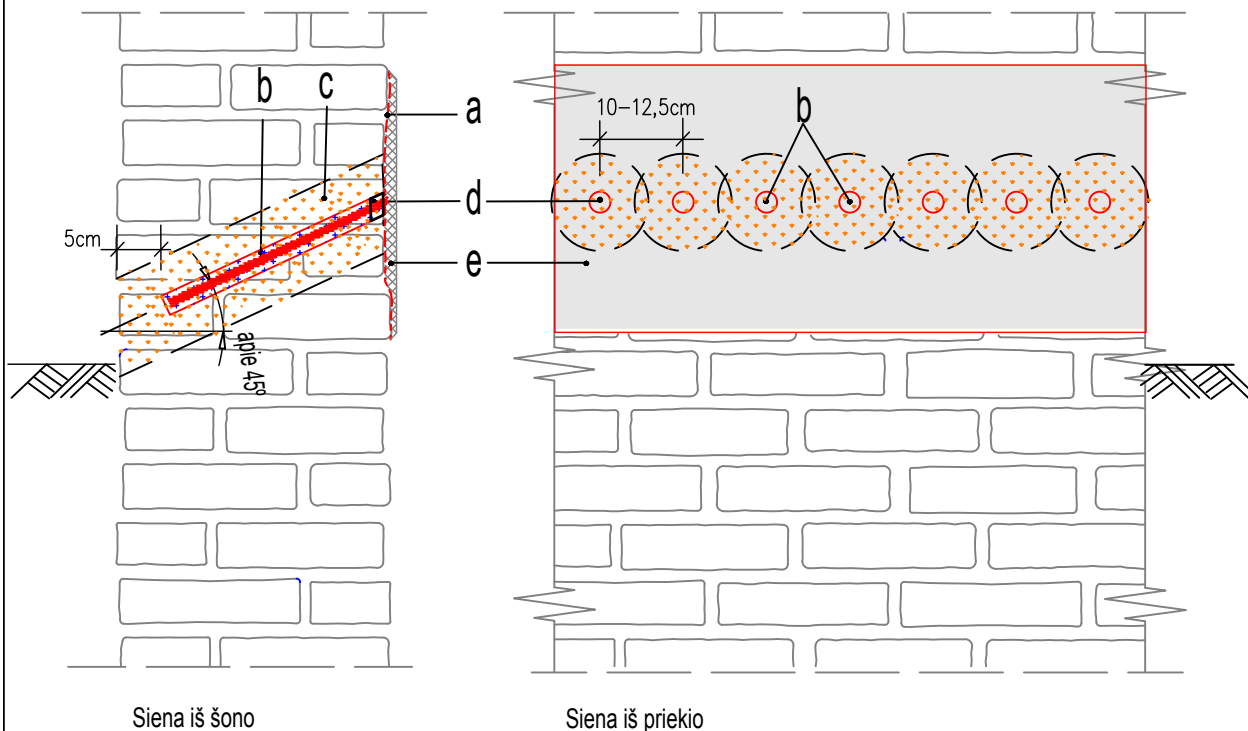 b
c
a
10-12,5cm
b
d
5cm
e
apie 45°
Siena iš šono
Siena iš priekio